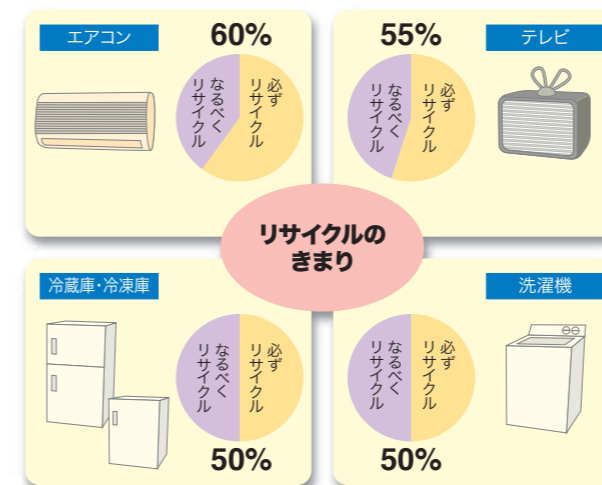 エアコン
60%
必ず
リサイクル
なるべく
リサイクル
55%
テレビ
必ず
リサイクル
なるべく
リサイクル
リサイクルの
きまり
冷蔵庫・冷凍庫
必ず
リサイクル
なるべく
リサイクル
50%
洗濯機
必ず
リサイクル
なるべく
リサイクル
50%